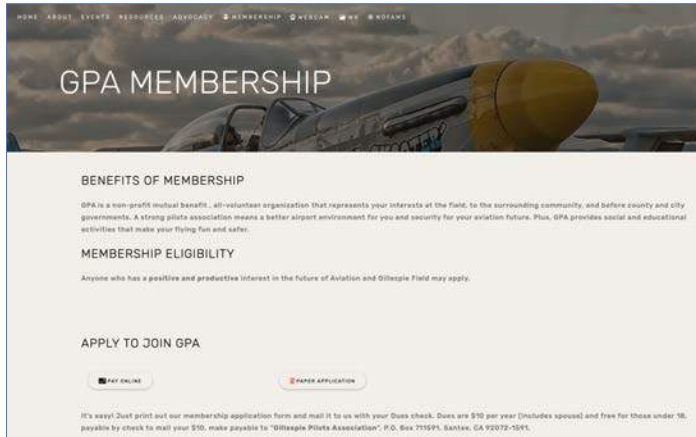 HOME ABOUT EVENTS RESOURCES ADVOCACY MEMBERSHIP WEBCAM WX NOTAMS
GPA MEMBERSHIP
SHOOTER
BENEFITS OF MEMBERSHIP
GPA is a non-profit mutual benefit , all-volunteer organization that represents your interests at the field, to the surrounding community, and before county and city
governments. A strong pilots association means a better airport environment for you and security for your aviation future. Plus, GPA provides social and educational
activities that make your flying fun and safer.
MEMBERSHIP ELIGIBILITY
Anyone who has a positive and productive interest in the future of Aviation and Gillespie Field may apply.
APPLY TO JOIN GPA
PAY ONLINE PAPER APPLICATION
It's easy! Just print out our membership application form and mail it to us with your Dues check. Dues are $10 per year (includes spouse) and free for those under 18,
payable by check to mail your $10, make payable to "Gillespie Pilots Association", P.O. Box 711591, Santee, CA 92072-1591.